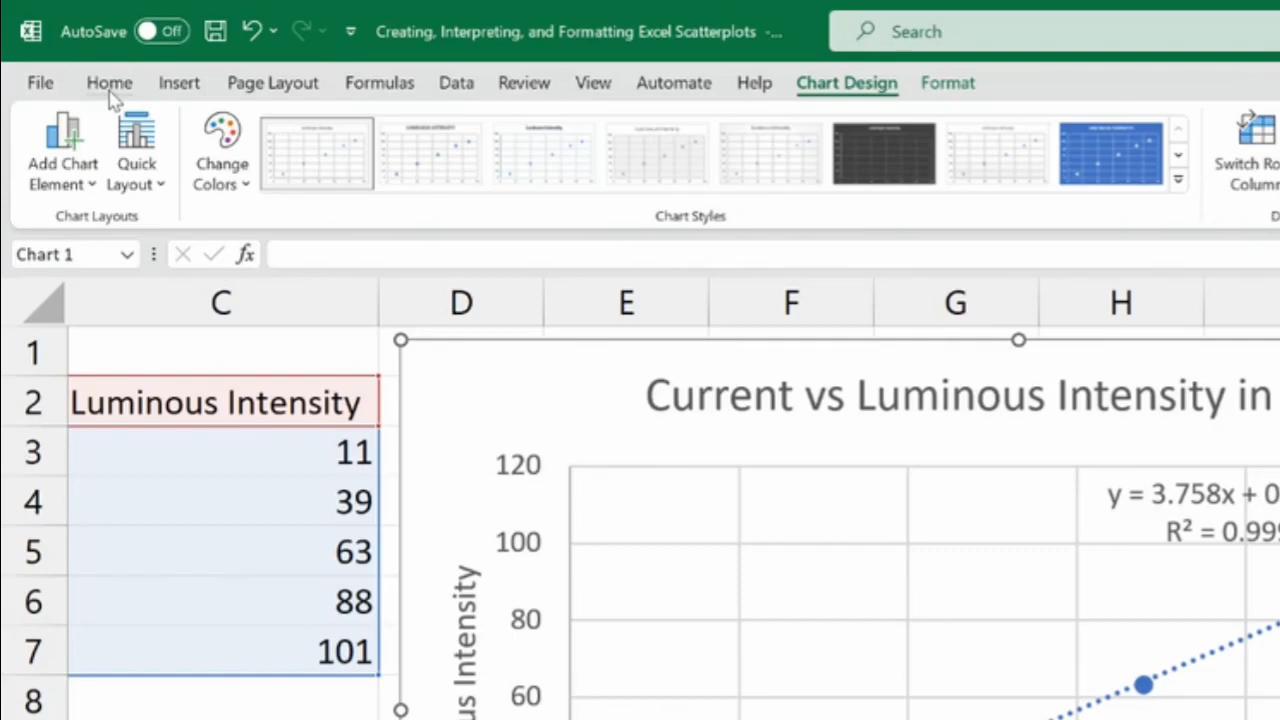 AutoSave Off Creating, Interpreting, and Formatting Excel Scatterplots -... Search
File Home Insert Page Layout Formulas Data Review View Automate Help Chart Design Format
Add Chart Element
Quick Layout
Change Colors
Switch Ro
Column
Chart Layouts
Chart Styles
D
Chart 1
fx
C D E F G H
1
2 Luminous Intensity
3 11
4 39
5 63
6 88
7 101
8
Current vs Luminous Intensity in
y = 3.758x + 0
R² = 0.999
120
100
80
60
us Intensity